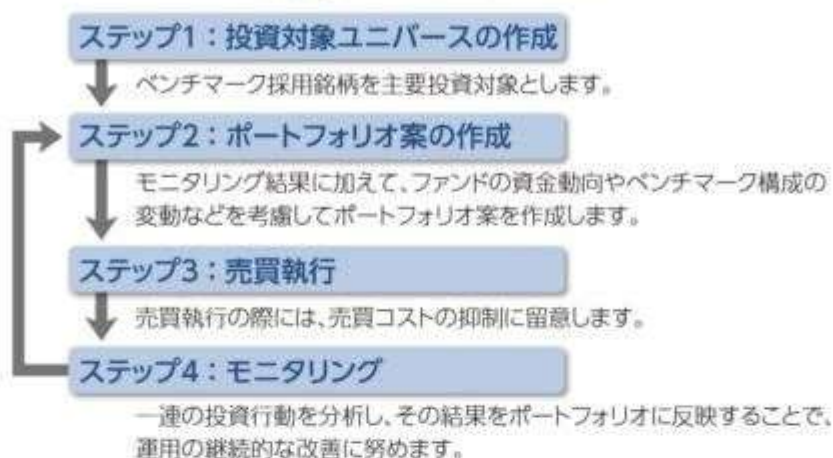 ステップ1：投資対象ユニバースの作成
ベンチマーク採用銘柄を主要投資対象とします。
ステップ2：ポートフォリオ案の作成
モニタリング結果に加えて、ファンドの資金動向やベンチマーク構成の
変動などを考慮してポートフォリオ案を作成します。
ステップ3：売買執行
売買執行の際には、売買コストの抑制に留意します。
ステップ4：モニタリング
一連の投資行動を分析し、その結果をポートフォリオに反映することで、
運用の継続的な改善に努めます。